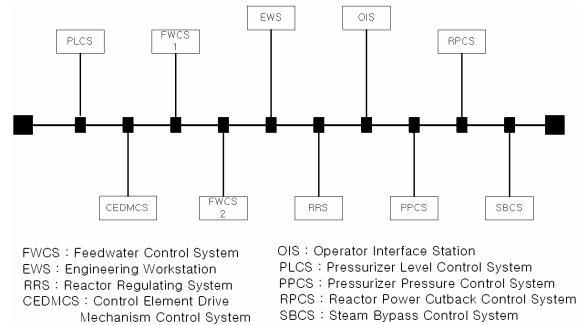 EWS
OIS
PLCS
FWCS
1
RPCS
CEDMCS
FWCS
2
RRS
PPCS
SBCS
FWCS : Feedwater Control System
EWS : Engineering Workstation
RRS : Reactor Regulating System
CEDMCS : Control Element Drive
Mechanism Control System
OIS : Operator Interface Station
PLCS : Pressurizer Level Control System
PPCS : Pressurizer Pressure Control System
RPCS : Reactor Power Cutback Control System
SBCS : Steam Bypass Control System